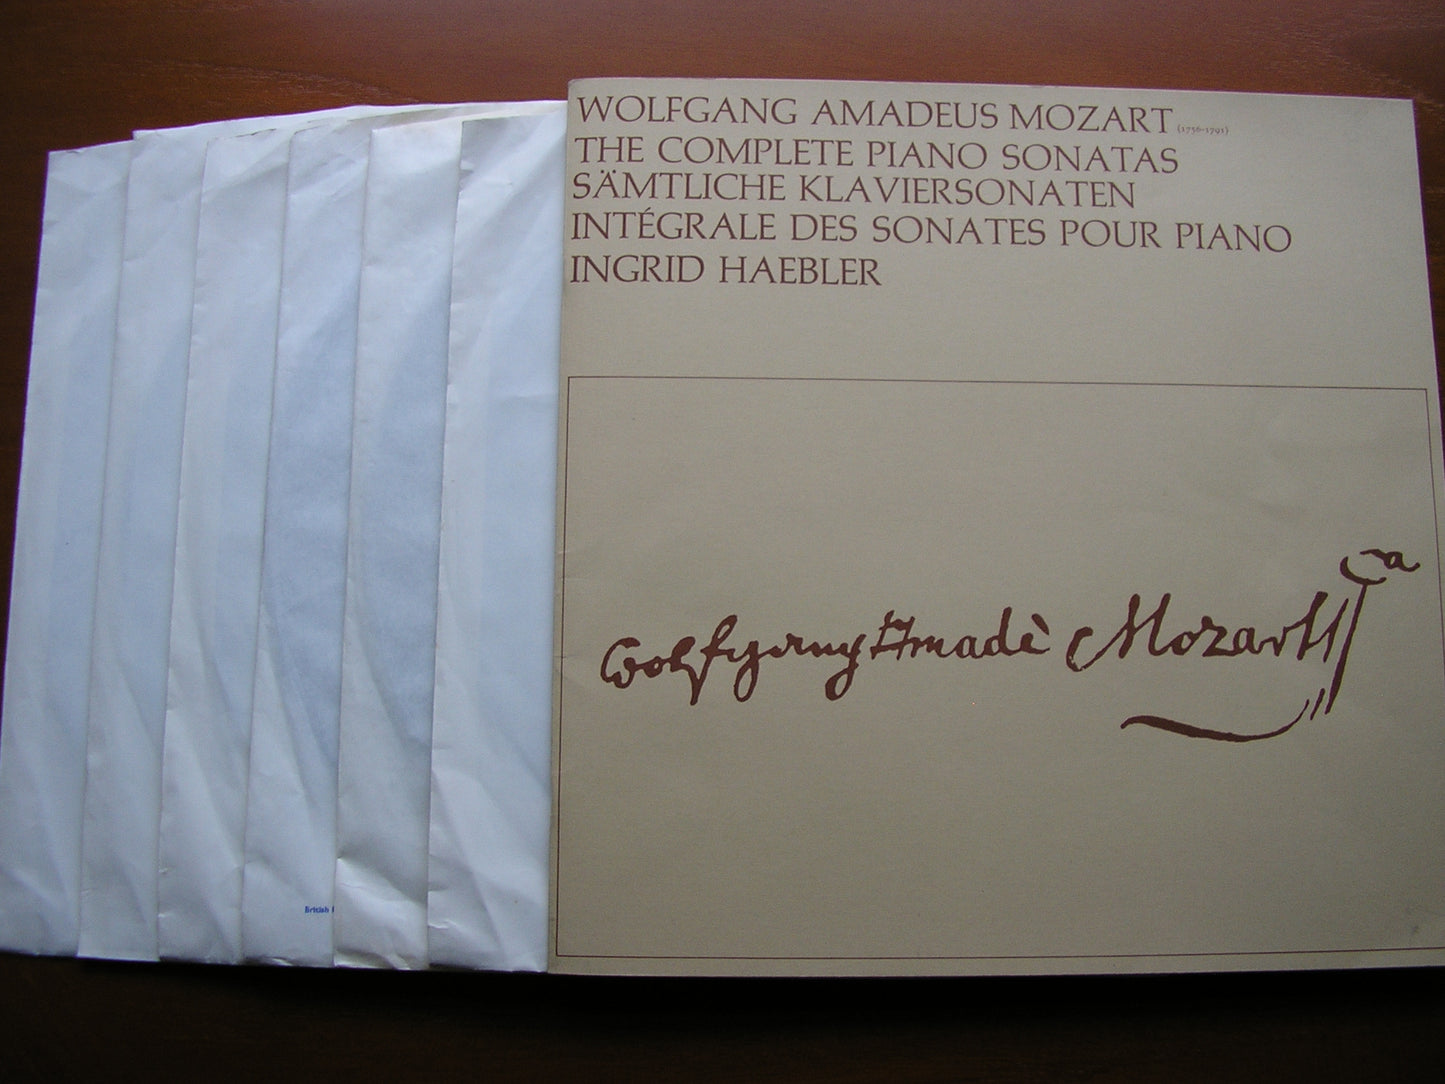 WOLFGANG AMADEUS MOZART (1756-1791)
THE COMPLETE PIANO SONATAS
SÄMTLICHE KLAVIERSONATEN
INTÉGRALE DES SONATES POUR PIANO
INGRID HAEBLER
Wolfgang Amadè Mozart
British